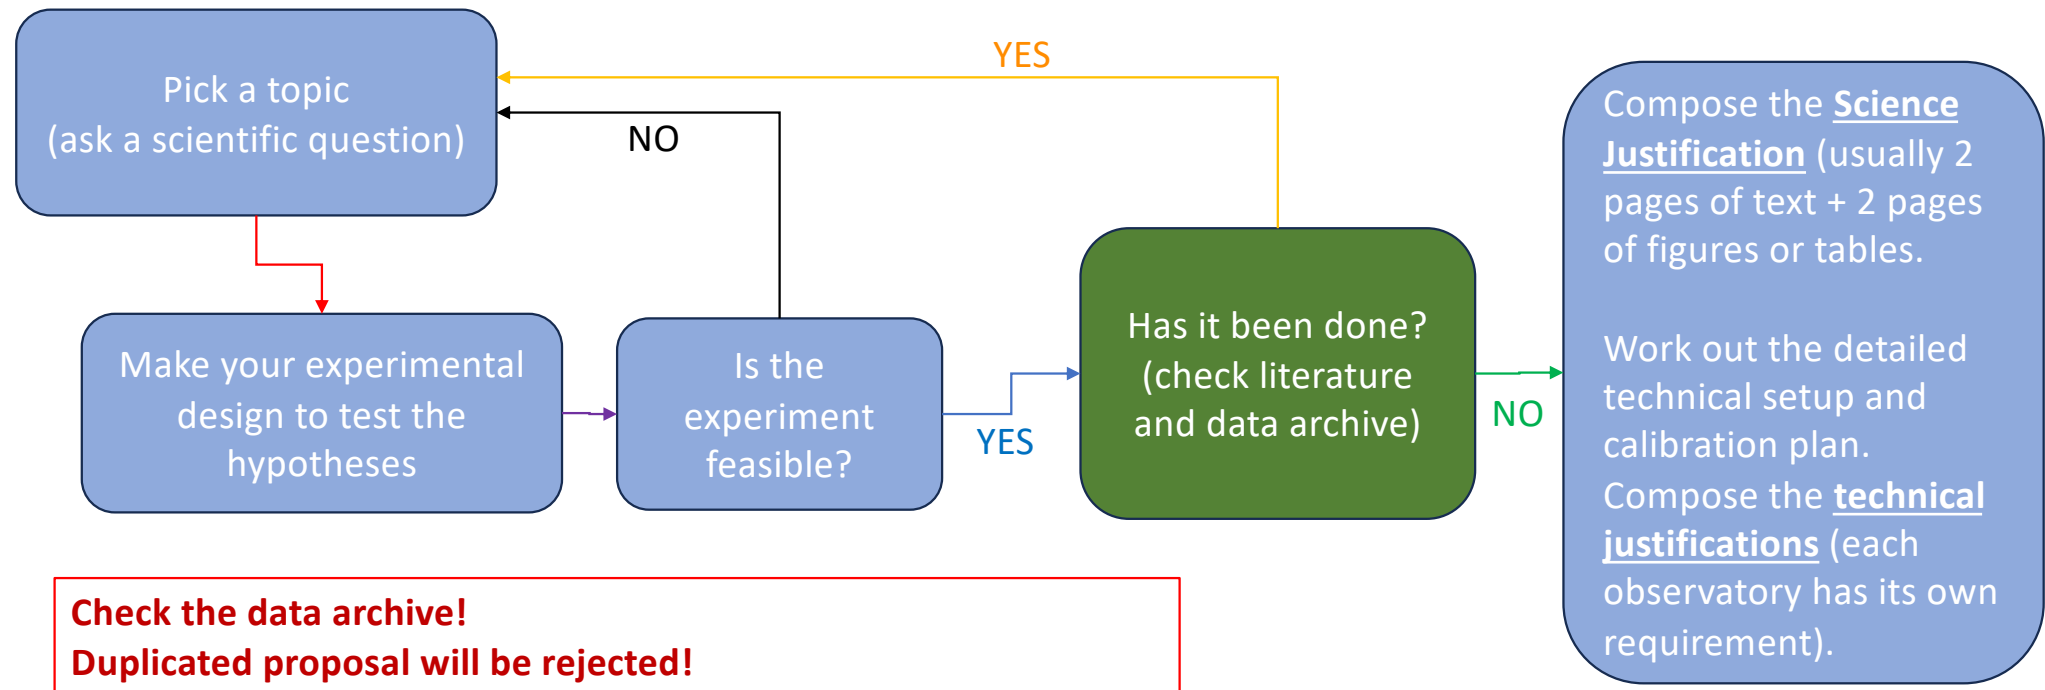 Pick a topic
(ask a scientific question)
YES
NO
Make your experimental
design to test the
hypotheses
Is the
experiment
feasible?
YES
Has it been done?
(check literature
and data archive)
NO
Compose the Science
Justification (usually 2
pages of text + 2 pages
of figures or tables.
Work out the detailed
technical setup and
calibration plan.
Compose the technical
justifications (each
observatory has its own
requirement).
Check the data archive!
Duplicated proposal will be rejected!